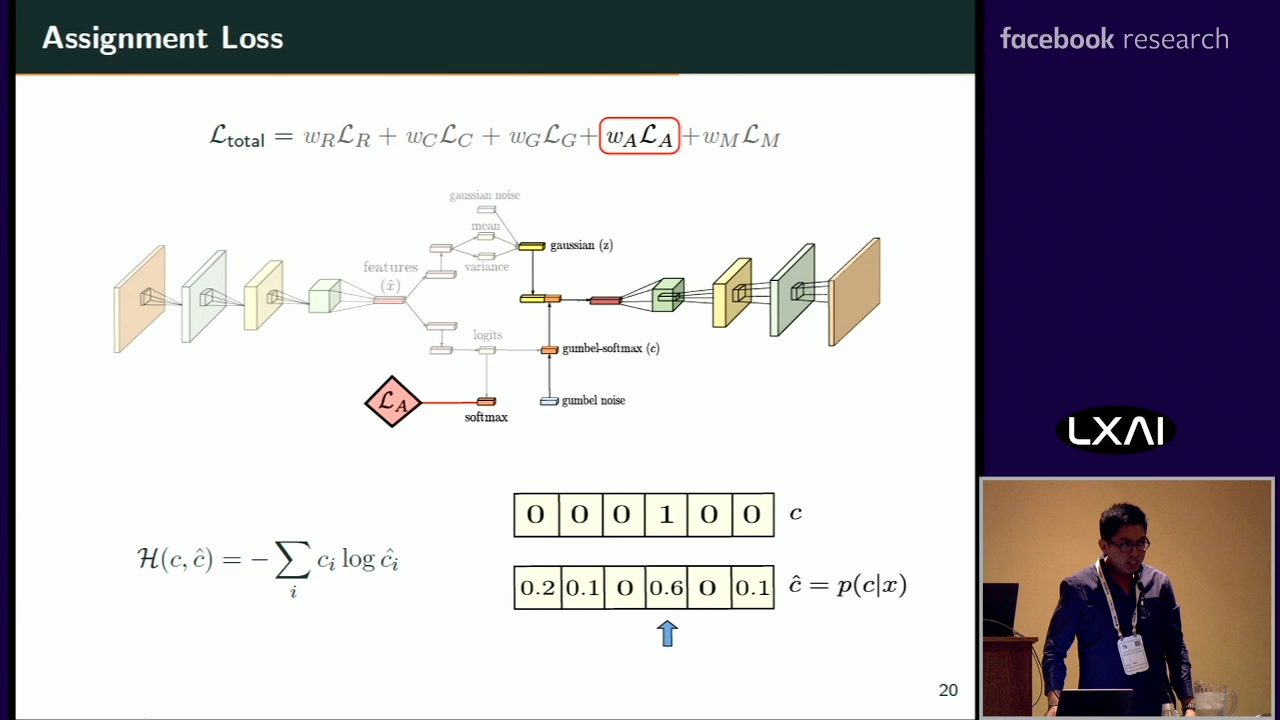 Assignment Loss
facebook research
𝓛total = wR𝓛R + wC𝓛C + wG𝓛G+ wA𝓛A +wM𝓛M
gaussian noise
mean
gaussian (z)
features
(x̂)
variance
logits
gumbel-softmax (c)
𝓛A
softmax
gumbel noise
LXAI
0 0 0 1 0 0 c
𝓗(c, ĉ) = − ∑i ci log ĉi
0.2 0.1 0 0.6 0 0.1 ĉ = p(c|x)
20